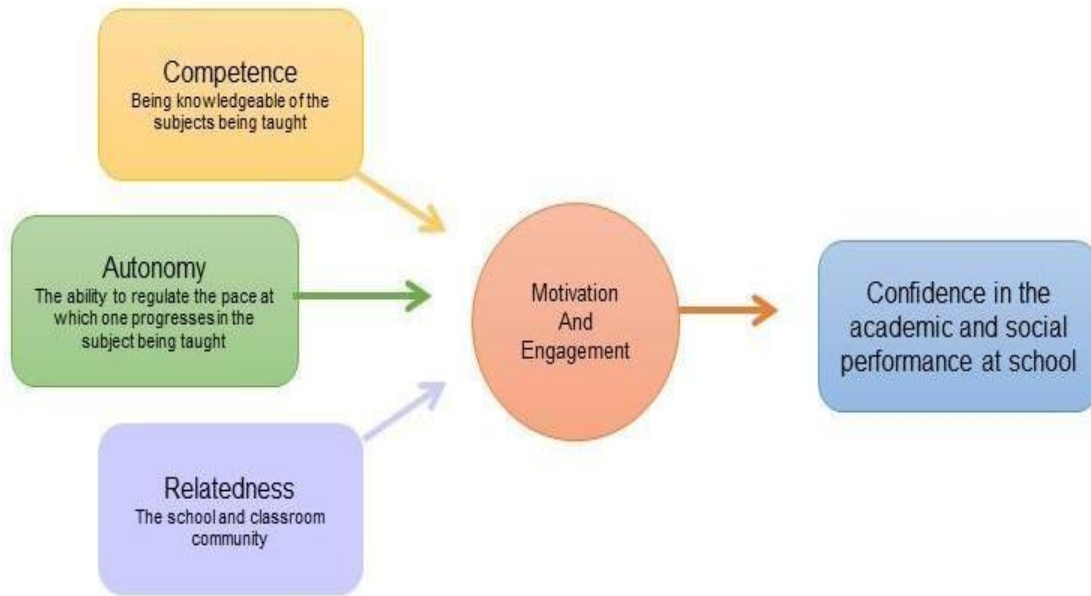 Competence
Being knowledgeable of the
subjects being taught
Autonomy
The ability to regulate the pace at
which one progresses in the
subject being taught
Relatedness
The school and classroom
community
Motivation
And
Engagement
Confidence in the
academic and social
performance at school